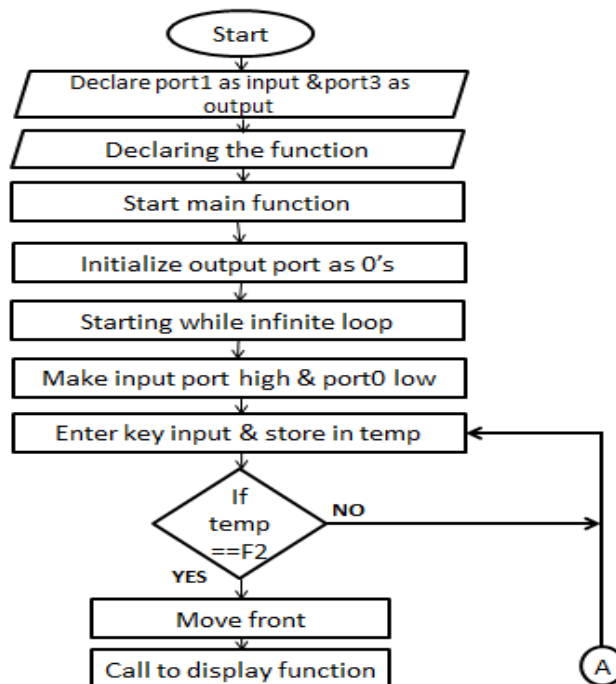 Start
Declare port1 as input &port3 as
output
Declaring the function
Start main function
Initialize output port as 0's
Starting while infinite loop
Make input port high & port0 low
Enter key input & store in temp
If
temp
==F2
NO
YES
Move front
Call to display function
A